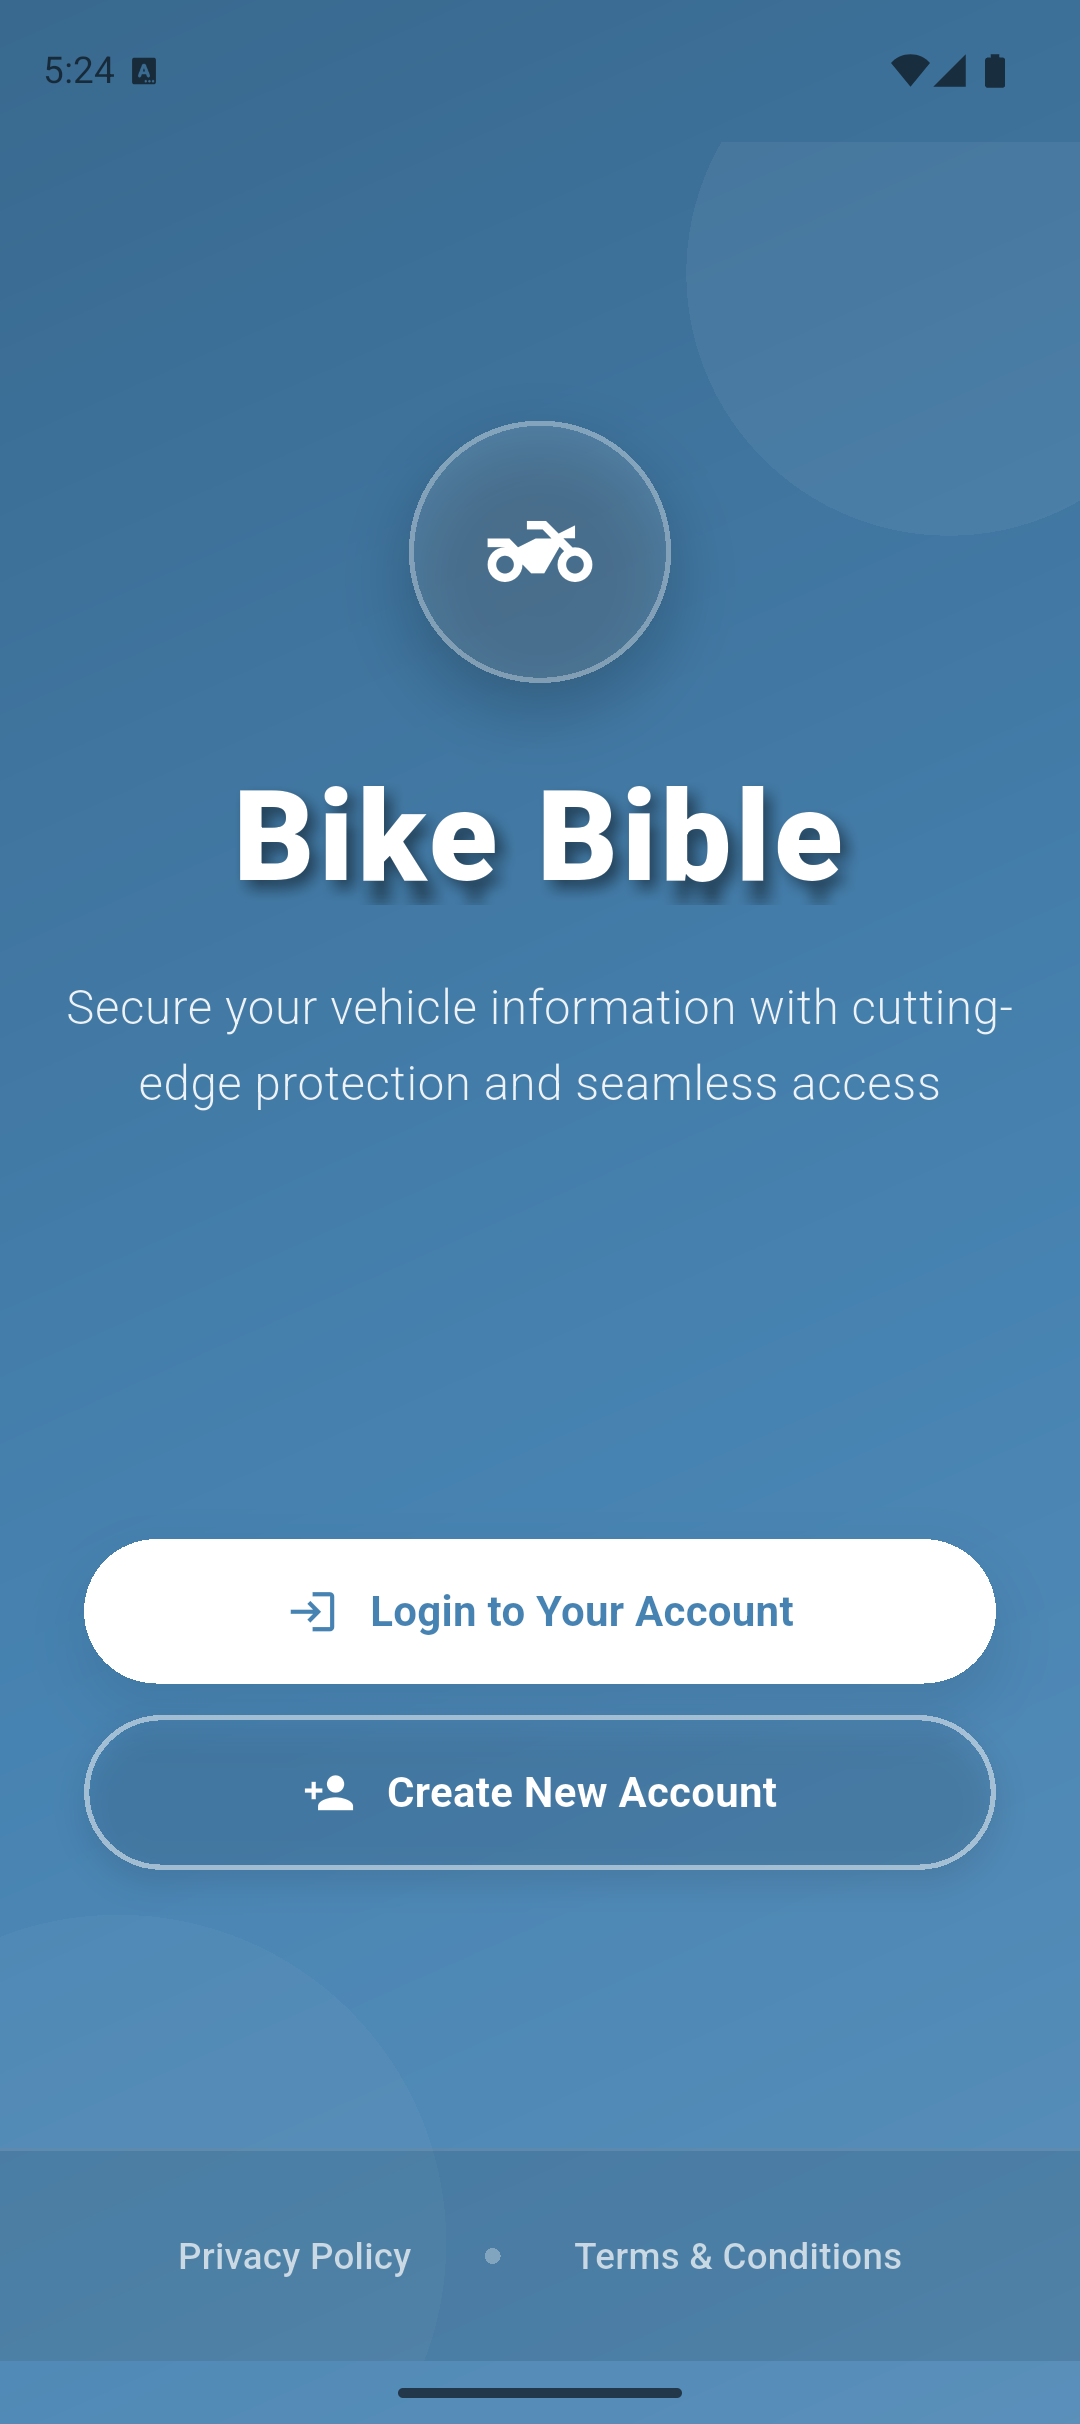 5:24
Bike Bible
Secure your vehicle information with cutting-
edge protection and seamless access
Login to Your Account
Create New Account
Privacy Policy • Terms & Conditions